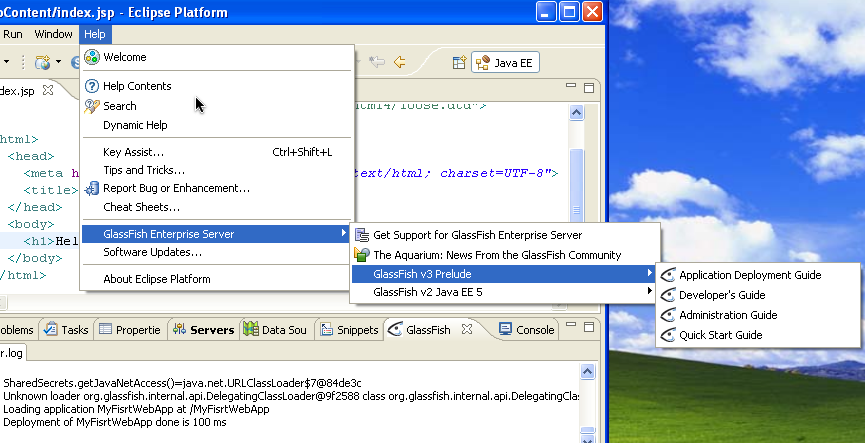 oContent/index.jsp - Eclipse Platform
Run Window Help
Java EE
dex.jsp
html4/loose.dtd">
html>
<head>
<meta h
text/html; charset=UTF-8">
<title>
</head>
<body>
<h1>Hel
</body>
/html>
Welcome
Help Contents
Search
Dynamic Help
Key Assist... Ctrl+Shift+L
Tips and Tricks...
Report Bug or Enhancement...
Cheat Sheets...
GlassFish Enterprise Server
Software Updates...
About Eclipse Platform
Get Support for GlassFish Enterprise Server
The Aquarium: News From the GlassFish Community
GlassFish v3 Prelude
GlassFish v2 Java EE 5
Application Deployment Guide
Developer's Guide
Administration Guide
Quick Start Guide
oblems Tasks Propertie Servers Data Sou Snippets GlassFish Console
r.log
SharedSecrets.getJavaNetAccess()=java.net.URLClassLoader$7@84de3c
Unknown loader org.glassfish.internal.api.DelegatingClassLoader@9f2588 class org.glassfish.internal.api.DelegatingClas
Loading application MyFisrtWebApp at /MyFisrtWebApp
Deployment of MyFisrtWebApp done is 100 ms